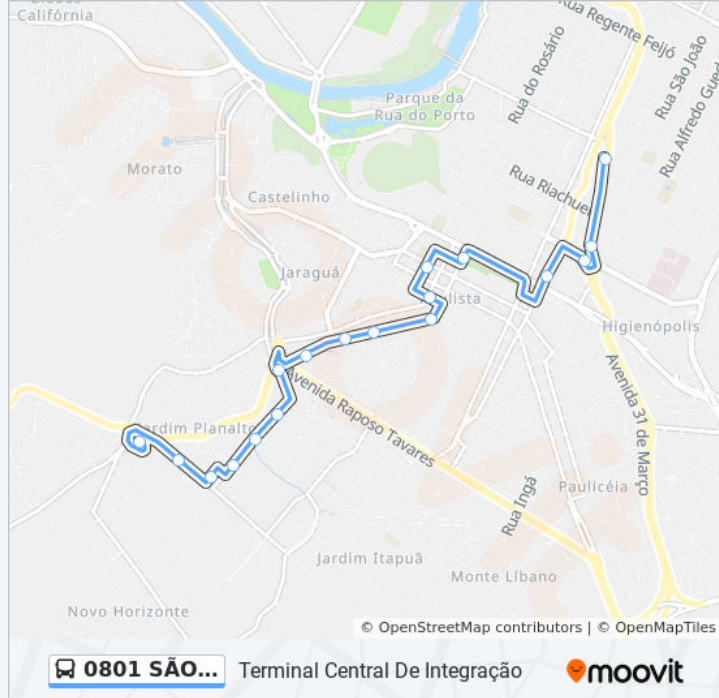 Califórnia
Rua Regente Feijó
Rua do Rosário
Rua São João
Rua Alfredo Gued
Parque da
Rua do Porto
Morato
Castelinho
Rua Riachuel
Jaraguá
lista
Higienópolis
Avenida Raposo Tavares
Avenida 31 de Março
Jardim Planalto
Rua Ingá
Paulicéia
Jardim Itapuã
Monte Líbano
Novo Horizonte
© OpenStreetMap contributors | © OpenMapTiles
0801 SÃO... Terminal Central De Integração moovit